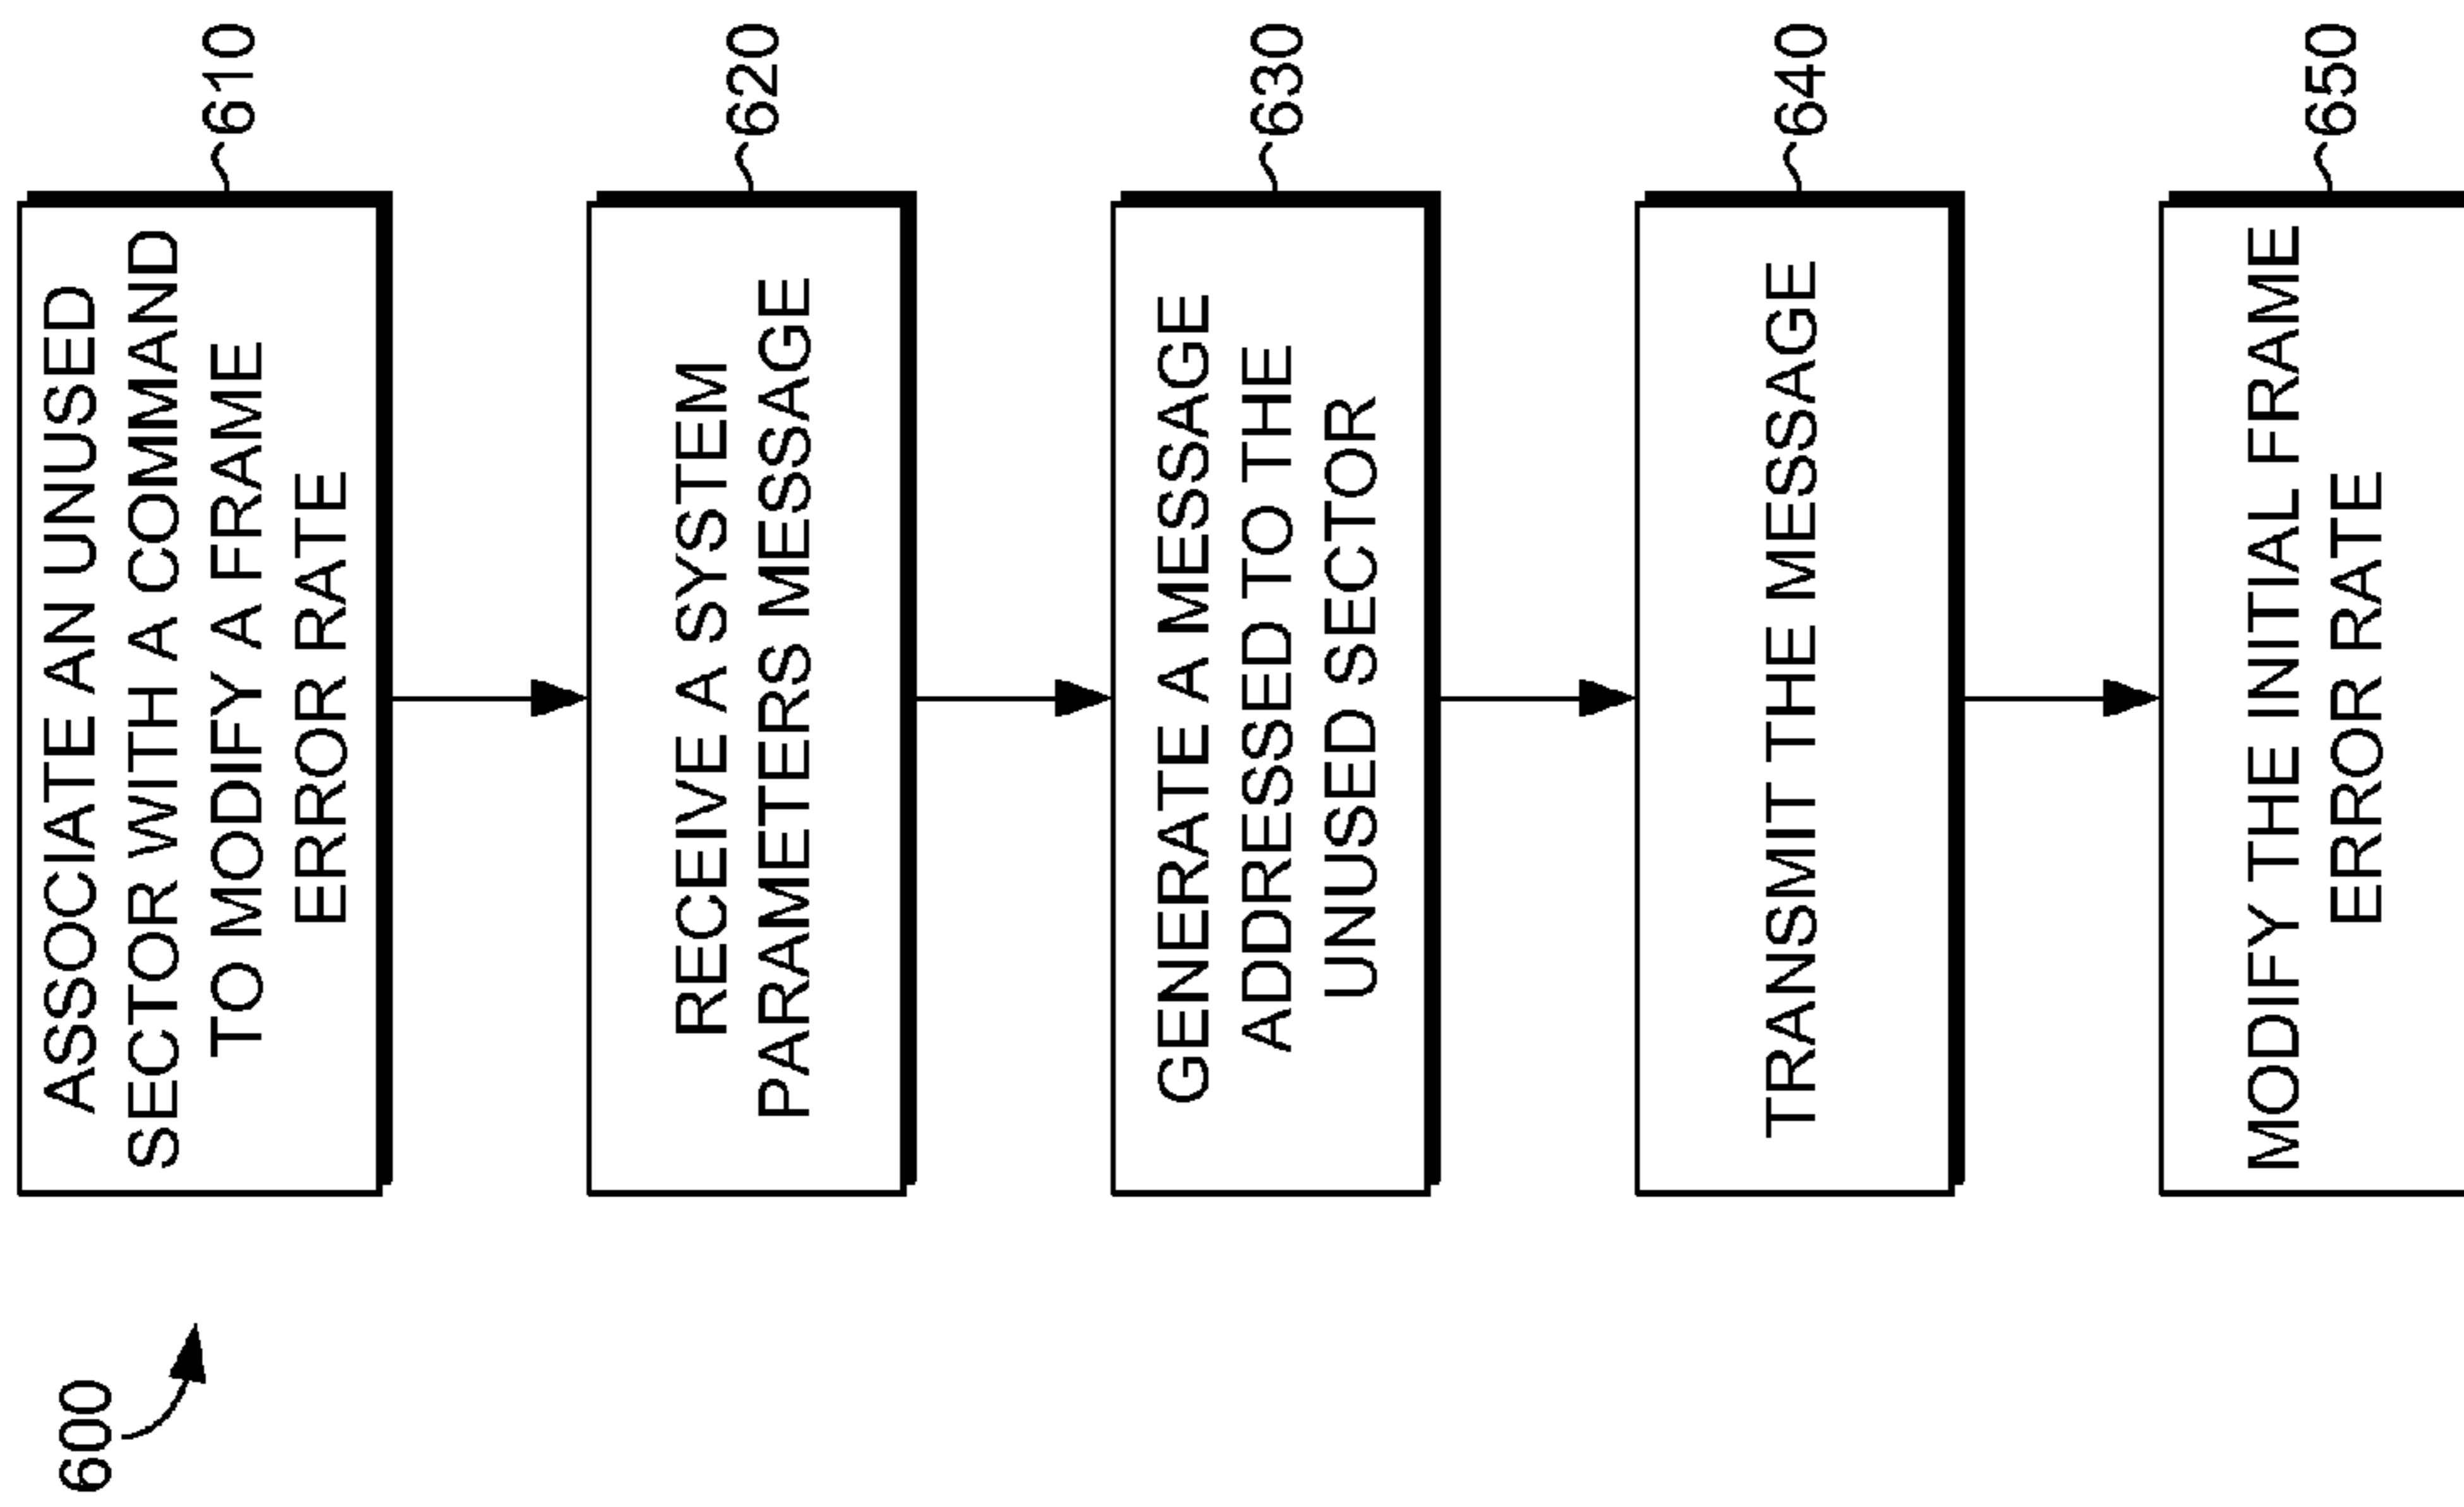 600
ASSOCIATE AN UNUSED
SECTOR WITH A COMMAND
TO MODIFY A FRAME
ERROR RATE
610
RECEIVE A SYSTEM
PARAMETERS MESSAGE
620
GENERATE A MESSAGE
ADDRESSED TO THE
UNUSED SECTOR
630
TRANSMIT THE MESSAGE
640
MODIFY THE INITIAL FRAME
ERROR RATE
650